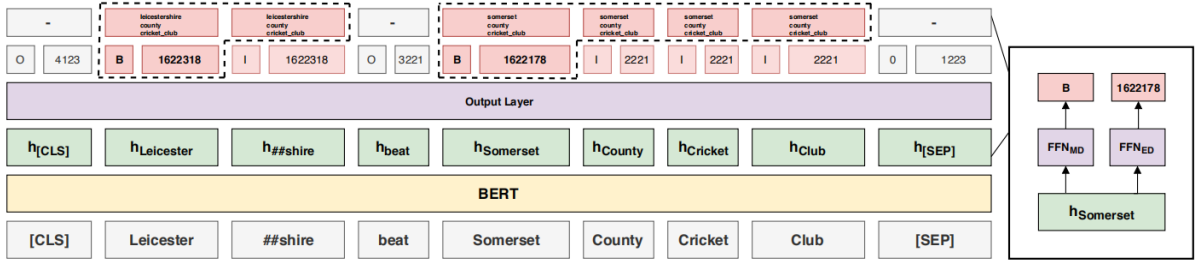 -
leicestershire
county
cricket_club
leicestershire
county
cricket_club
-
somerset
county
cricket_club
somerset
county
cricket_club
somerset
county
cricket_club
somerset
county
cricket_club
-
O 4123 B 1622318 I 1622318 O 3221 B 1622178 I 2221 I 2221 I 2221 0 1223
Output Layer
h[CLS] hLeicester h##shire hbeat hSomerset hCounty hCricket hClub h[SEP]
BERT
[CLS] Leicester ##shire beat Somerset County Cricket Club [SEP]
B 1622178
FFNMD FFNED
hSomerset